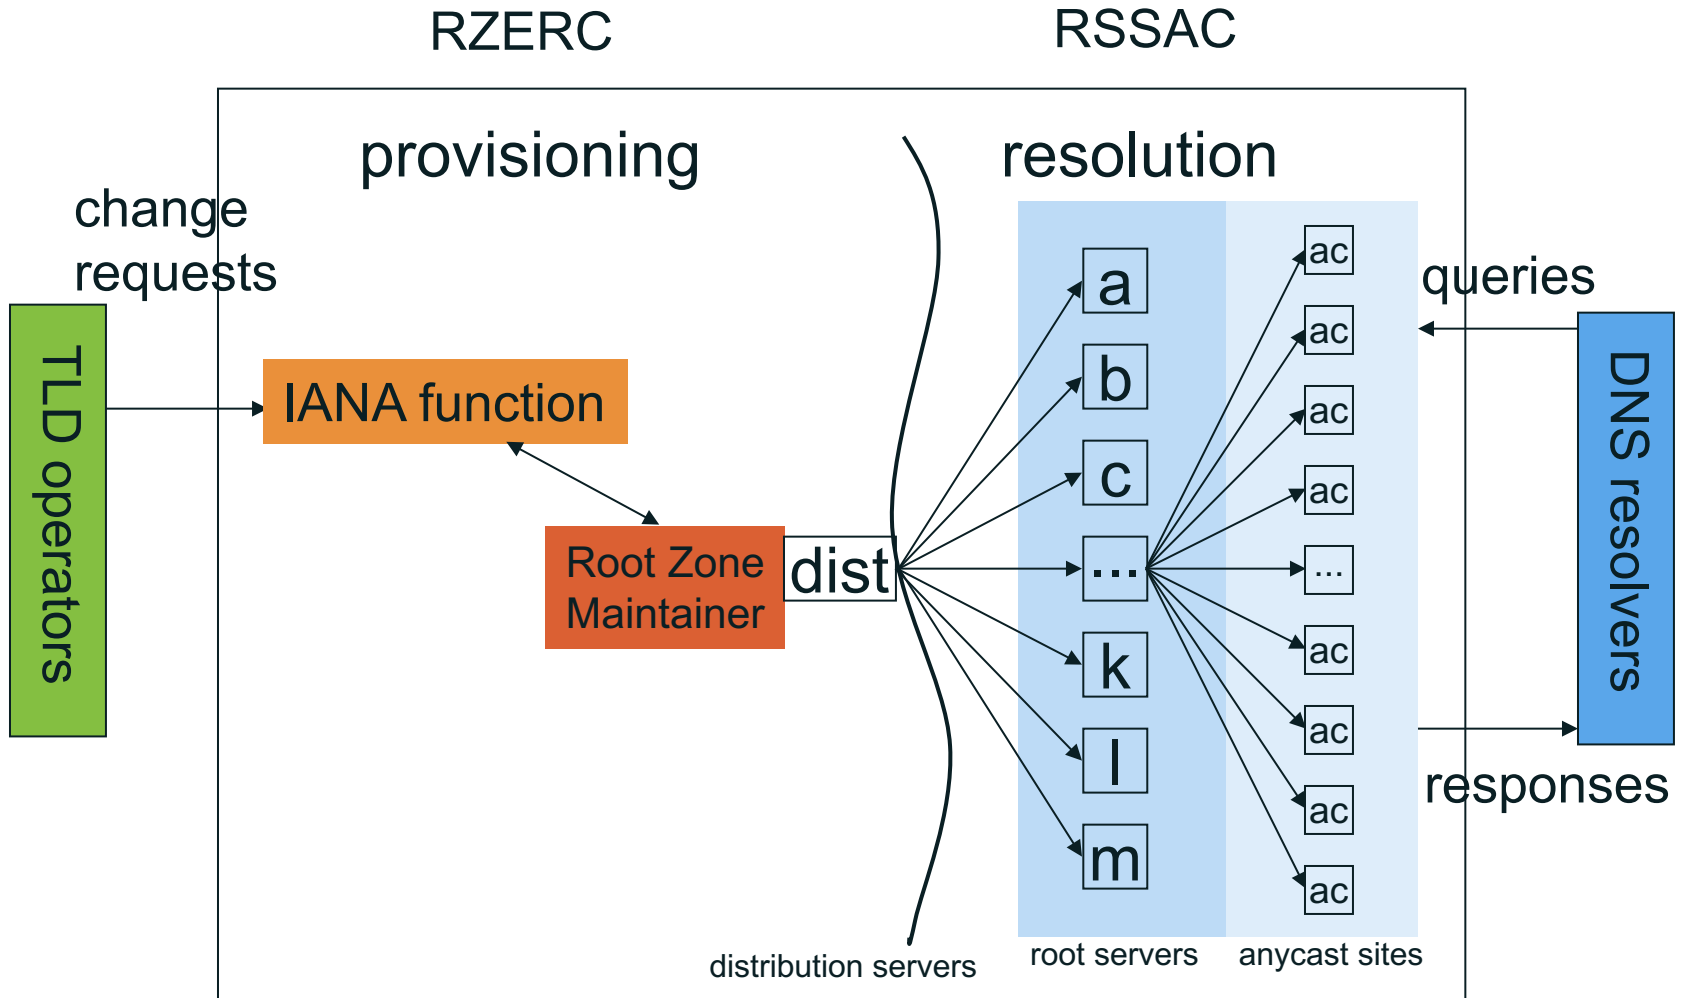 RZERC
RSSAC
provisioning
resolution
change
requests
TLD operators
IANA function
Root Zone
Maintainer
dist
a
b
c
...
k
l
m
ac
ac
ac
ac
...
ac
ac
ac
ac
queries
DNS resolvers
responses
distribution servers
root servers
anycast sites